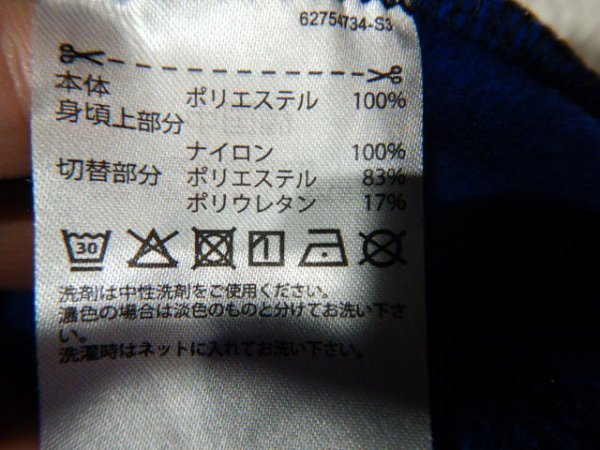 62754734-S3
本体 ポリエステル 100%
身頃上部分
ナイロン 100%
切替部分 ポリエステル 83%
ポリウレタン 17%
30
洗剤は中性洗剤をご使用ください。
濃色の場合は淡色のものと分けてお洗い下さ
い。
洗濯時はネットに入れてお洗い下さい。